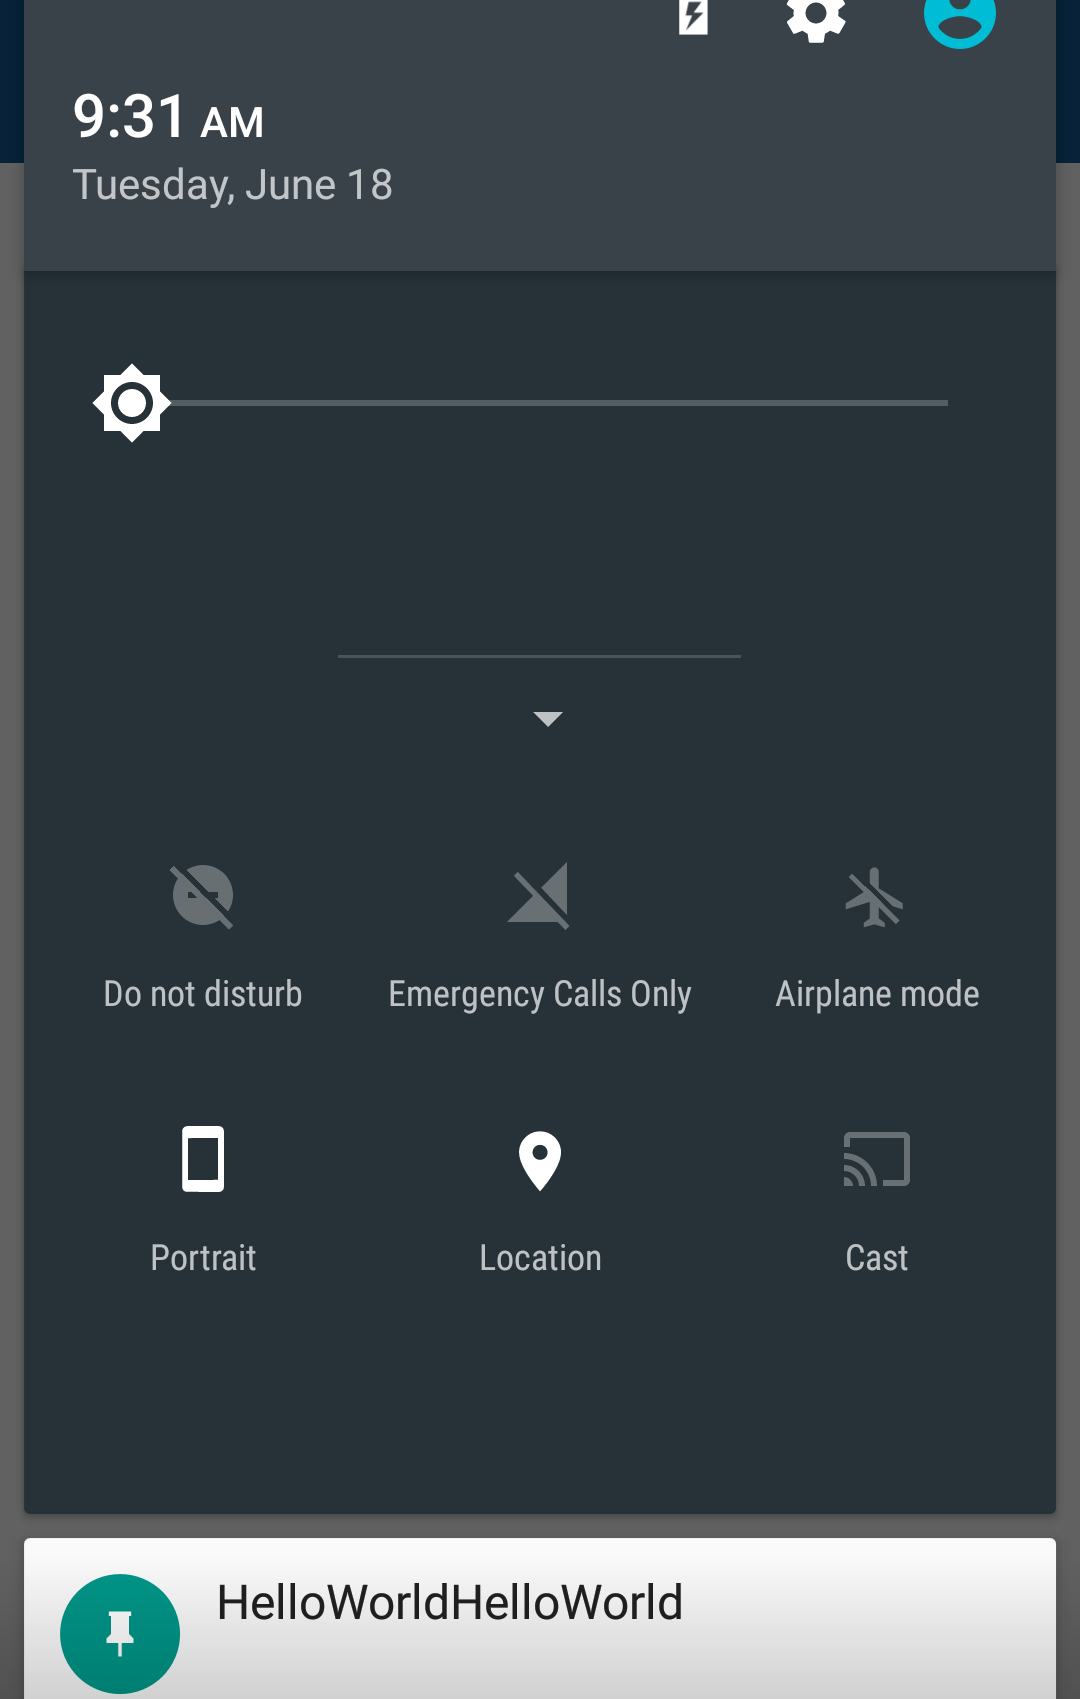 9:31 AM
Tuesday, June 18
Do not disturb
Emergency Calls Only
Airplane mode
Portrait
Location
Cast
HelloWorldHelloWorld